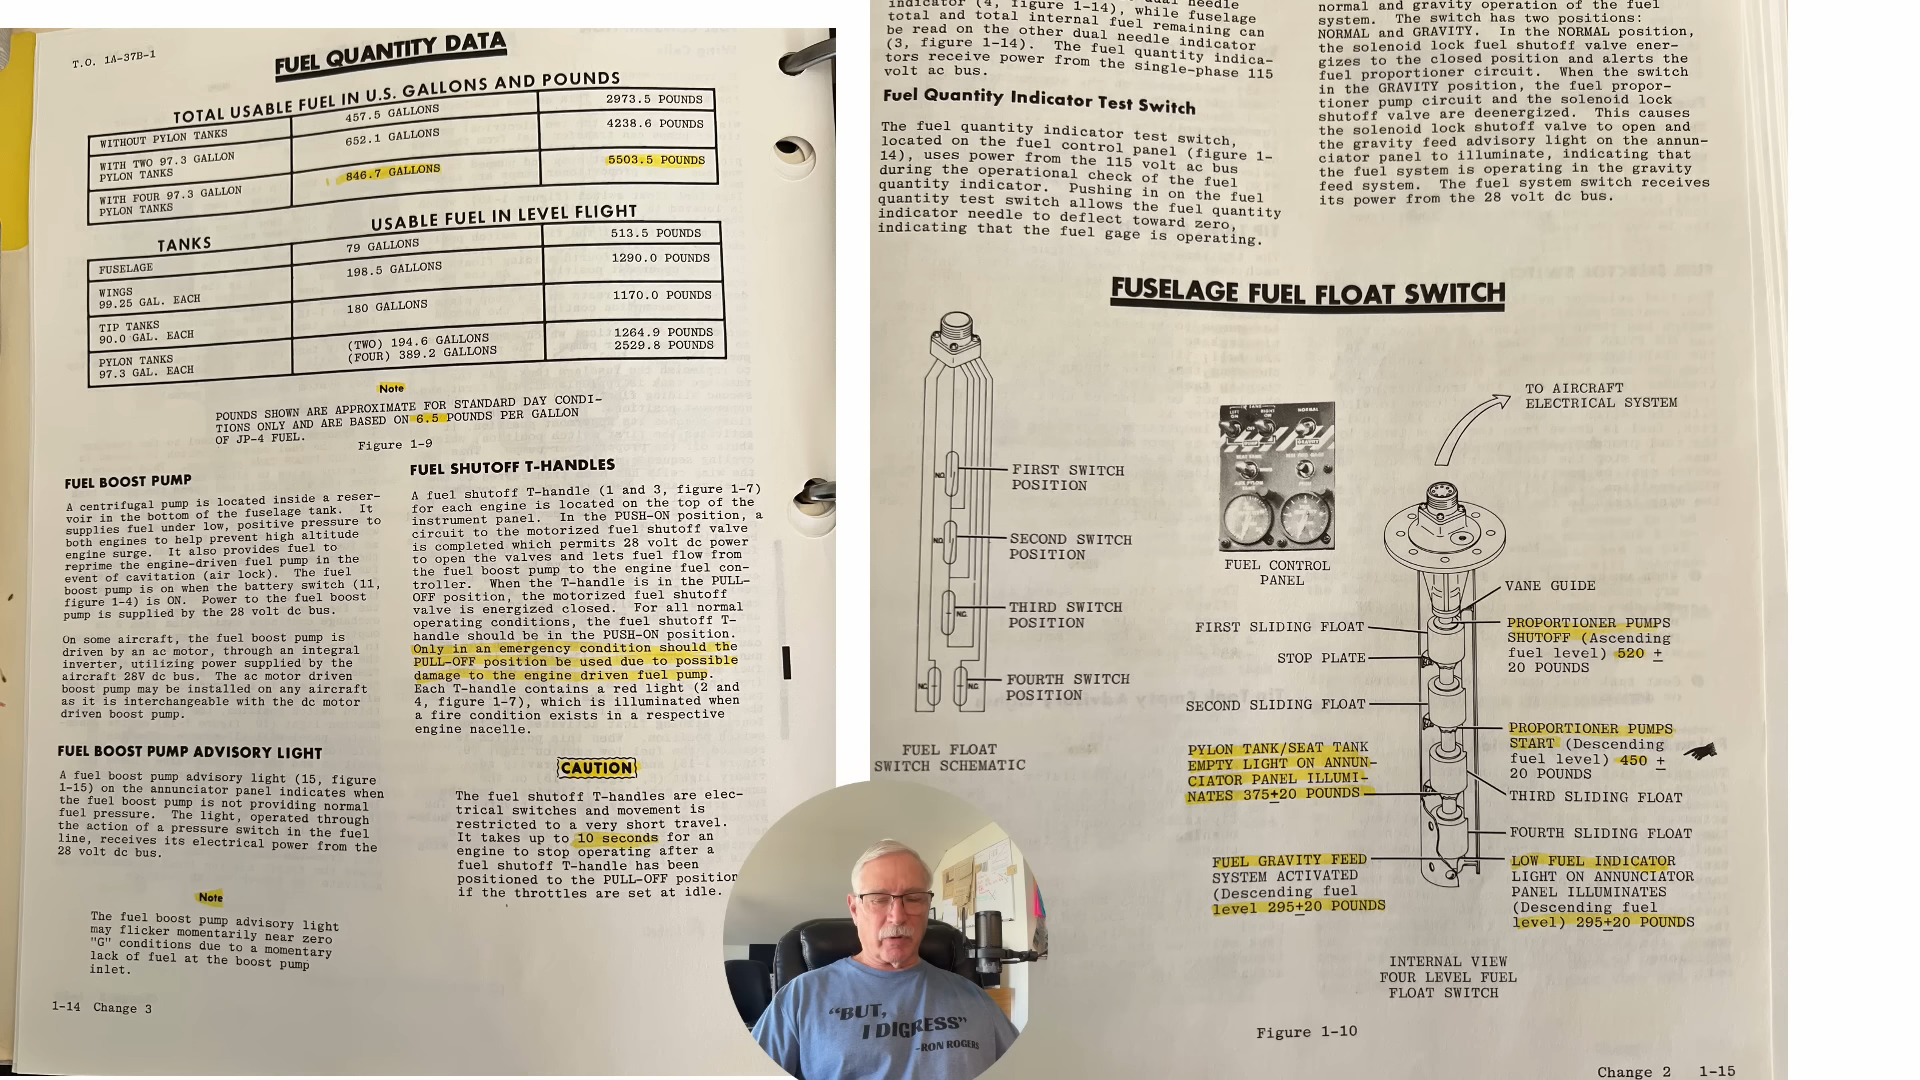 T.O. 1A-37B-1
FUEL QUANTITY DATA
TOTAL USABLE FUEL IN U.S. GALLONS AND POUNDS
WITHOUT PYLON TANKS 457.5 GALLONS 2973.5 POUNDS
WITH TWO 97.3 GALLON 652.1 GALLONS 4238.6 POUNDS
PYLON TANKS
WITH FOUR 97.3 GALLON 846.7 GALLONS 5503.5 POUNDS
PYLON TANKS
USABLE FUEL IN LEVEL FLIGHT
TANKS
FUSELAGE 79 GALLONS 513.5 POUNDS
WINGS 198.5 GALLONS 1290.0 POUNDS
99.25 GAL. EACH
TIP TANKS 180 GALLONS 1170.0 POUNDS
90.0 GAL. EACH
PYLON TANKS (TWO) 194.6 GALLONS 1264.9 POUNDS
97.3 GAL. EACH (FOUR) 389.2 GALLONS 2529.8 POUNDS
Note
POUNDS SHOWN ARE APPROXIMATE FOR STANDARD DAY CONDI-
TIONS ONLY AND ARE BASED ON 6.5 POUNDS PER GALLON
OF JP-4 FUEL.
Figure 1-9
FUEL BOOST PUMP
A centrifugal pump is located inside a reser-
voir in the bottom of the fuselage tank. It
supplies fuel under low, positive pressure to
both engines to help prevent high altitude
engine surge. It also provides fuel to
reprime the engine-driven fuel pump in the
event of cavitation (air lock). The fuel
boost pump is on when the battery switch (11,
figure 1-4) is ON. Power to the fuel boost
pump is supplied by the 28 volt dc bus.
On some aircraft, the fuel boost pump is
driven by an ac motor, through an integral
inverter, utilizing power supplied by the
aircraft 28V dc bus. The ac motor driven
boost pump may be installed on any aircraft
as it is interchangeable with the dc motor
driven boost pump.
FUEL BOOST PUMP ADVISORY LIGHT
A fuel boost pump advisory light (15, figure
1-15) on the annunciator panel indicates when
the fuel boost pump is not providing normal
fuel pressure. The light, operated through
the action of a pressure switch in the fuel
line, receives its electrical power from the
28 volt dc bus.
Note
The fuel boost pump advisory light
may flicker momentarily near zero
"G" conditions due to a momentary
lack of fuel at the boost pump
inlet.
1-14 Change 3
FUEL SHUTOFF T-HANDLES
A fuel shutoff T-handle (1 and 3, figure 1-7)
for each engine is located on the top of the
instrument panel. In the PUSH-ON position, a
circuit to the motorized fuel shutoff valve
is completed which permits 28 volt dc power
to open the valves and lets fuel flow from
the fuel boost pump to the engine fuel con-
troller. When the T-handle is in the PULL-
OFF position, the motorized fuel shutoff
valve is energized closed. For all normal
operating conditions, the fuel shutoff T-
handle should be in the PUSH-ON position.
Only in an emergency condition should the
PULL-OFF position be used due to possible
damage to the engine driven fuel pump.
Each T-handle contains a red light (2 and
4, figure 1-7), which is illuminated when
a fire condition exists in a respective
engine nacelle.
CAUTION
The fuel shutoff T-handles are elec-
trical switches and movement is
restricted to a very short travel.
It takes up to 10 seconds for an
engine to stop operating after a
fuel shutoff T-handle has been
positioned to the PULL-OFF position
if the throttles are set at idle.
indicator (4, figure 1-14), while fuselage
total and total internal fuel remaining can
be read on the other dual needle indicator
(3, figure 1-14). The fuel quantity indica-
tors receive power from the single-phase 115
volt ac bus.
Fuel Quantity Indicator Test Switch
The fuel quantity indicator test switch,
located on the fuel control panel (figure 1-
14), uses power from the 115 volt ac bus
during the operational check of the fuel
quantity indicator. Pushing in on the fuel
quantity test switch allows the fuel quantity
indicator needle to deflect toward zero,
indicating that the fuel gage is operating.
normal and gravity operation of the fuel
system. The switch has two positions:
NORMAL and GRAVITY. In the NORMAL position,
the solenoid lock fuel shutoff valve ener-
gizes to the closed position and alerts the
fuel proportioner circuit. When the switch
in the GRAVITY position, the fuel propor-
tioner pump circuit and the solenoid lock
shutoff valve are deenergized. This causes
the solenoid lock shutoff valve to open and
the gravity feed advisory light on the annun-
ciator panel to illuminate, indicating that
the fuel system is operating in the gravity
feed system. The fuel system switch receives
its power from the 28 volt dc bus.
FUSELAGE FUEL FLOAT SWITCH
N.O.
FIRST SWITCH
POSITION
N.O.
SECOND SWITCH
POSITION
N.C.
THIRD SWITCH
POSITION
N.C.
N.C.
FOURTH SWITCH
POSITION
FUEL FLOAT
SWITCH SCHEMATIC
FUEL CONTROL
PANEL
TO AIRCRAFT
ELECTRICAL SYSTEM
VANE GUIDE
FIRST SLIDING FLOAT
PROPORTIONER PUMPS
SHUTOFF (Ascending
fuel level) 520 ±
20 POUNDS
STOP PLATE
SECOND SLIDING FLOAT
PROPORTIONER PUMPS
START (Descending
fuel level) 450 ±
20 POUNDS
PYLON TANK/SEAT TANK
EMPTY LIGHT ON ANNUN-
CIATOR PANEL ILLUMI-
NATES 375±20 POUNDS
THIRD SLIDING FLOAT
FOURTH SLIDING FLOAT
FUEL GRAVITY FEED
SYSTEM ACTIVATED
(Descending fuel
level 295±20 POUNDS
LOW FUEL INDICATOR
LIGHT ON ANNUNCIATOR
PANEL ILLUMINATES
(Descending fuel
level) 295±20 POUNDS
INTERNAL VIEW
FOUR LEVEL FUEL
FLOAT SWITCH
Figure 1-10
Change 2 1-15
"BUT,
I DIGRESS"
-RON ROGERS